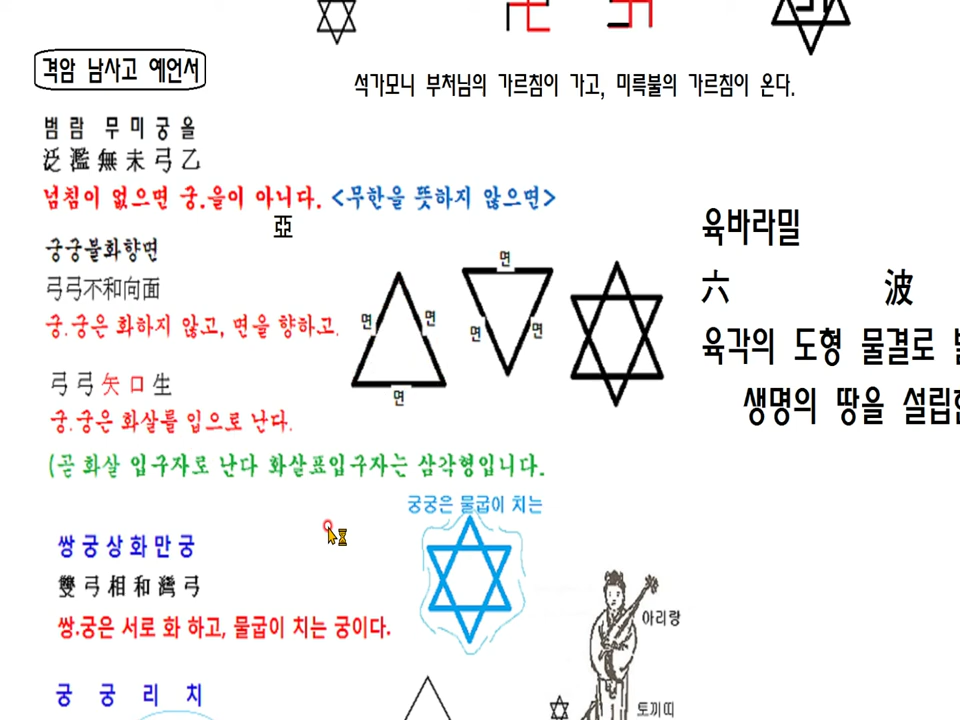 석가모니 부처님의 가르침이 가고, 미륵불의 가르침이 온다.
격암 남사고 예언서
범람 무미궁을
泛濫無未弓乙
넘침이 없으면 궁.을이 아니다. <무한을 뜻하지 않으면>
亞
궁궁불화향면
弓弓不和向面
궁.궁은 화하지 않고, 면을 향하고.
면
면
면
면
면
면
육바라밀
六 波
육각의 도형 물결로
생명의 땅을
弓弓矢口生
궁.궁은 화살를 입으로 난다.
(곧 화살 입구자로 난다 화살표입구자는 삼각형입니다.
궁궁은 물굽이 치는
쌍궁상화만궁
雙弓相和灣弓
쌍.궁은 서로 화 하고, 물굽이 치는 궁이다.
아리랑
궁 궁 리 치
토끼띠